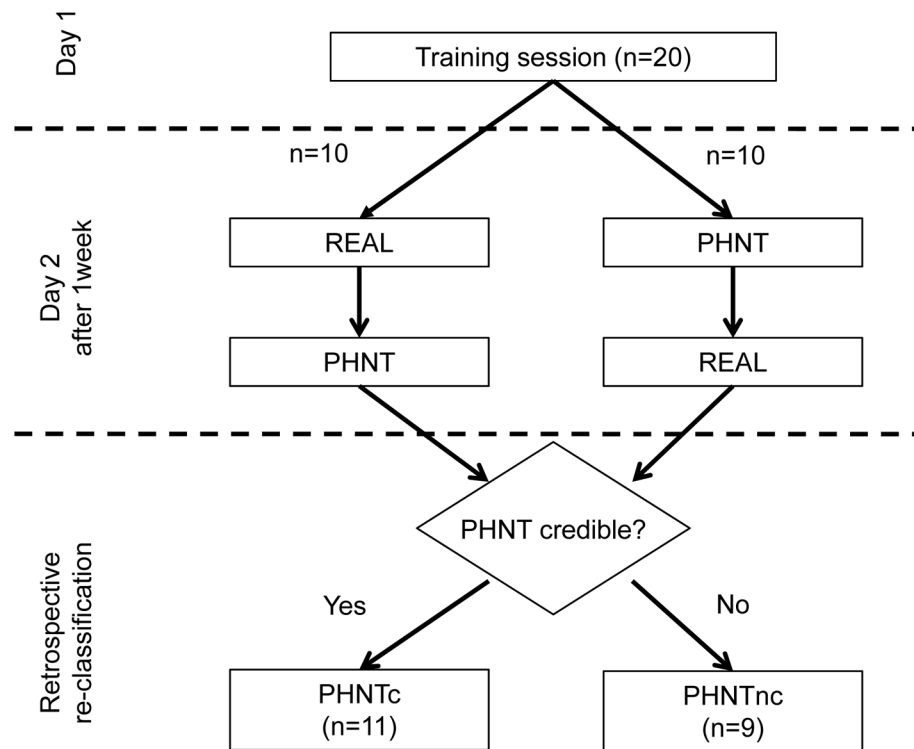 Day 1
Training session (n=20)
n=10
n=10
Day 2
after 1week
REAL
PHNT
PHNT
REAL
Retrospective
re-classification
PHNT credible?
Yes
No
PHNTc
(n=11)
PHNTnc
(n=9)